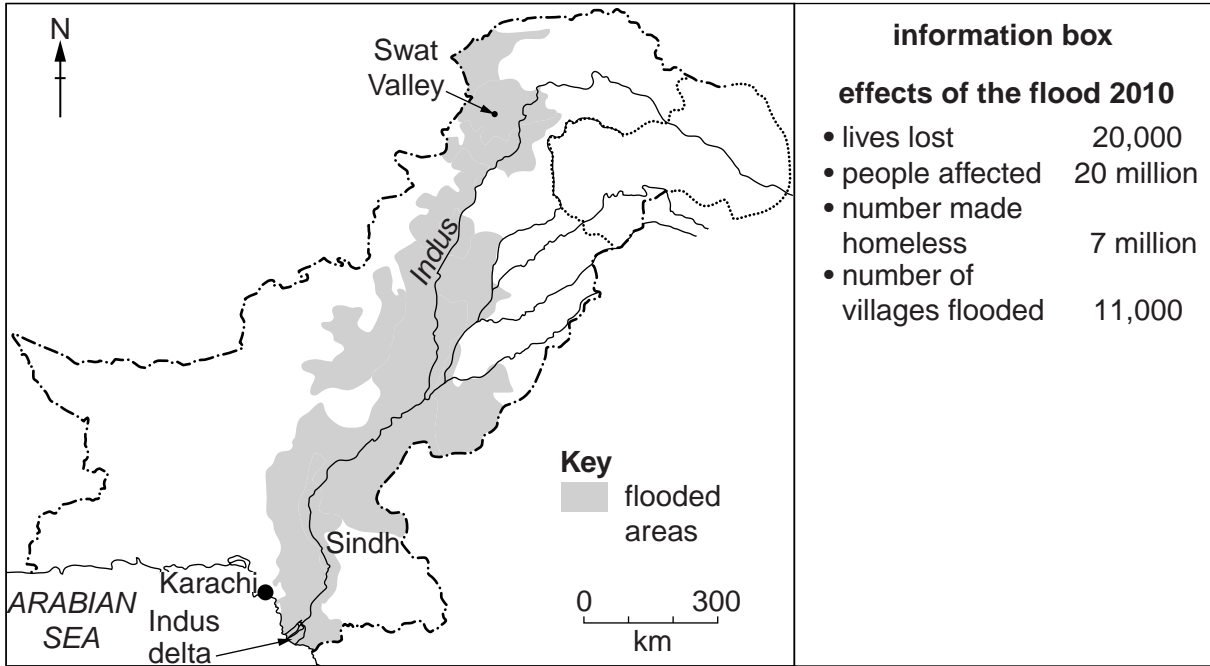 N
Swat
Valley
Indus
Key
flooded
areas
Sindh
Karachi
ARABIAN
SEA
Indus
delta
0 300
km
information box
effects of the flood 2010
• lives lost 20,000
• people affected 20 million
• number made
homeless 7 million
• number of
villages flooded 11,000